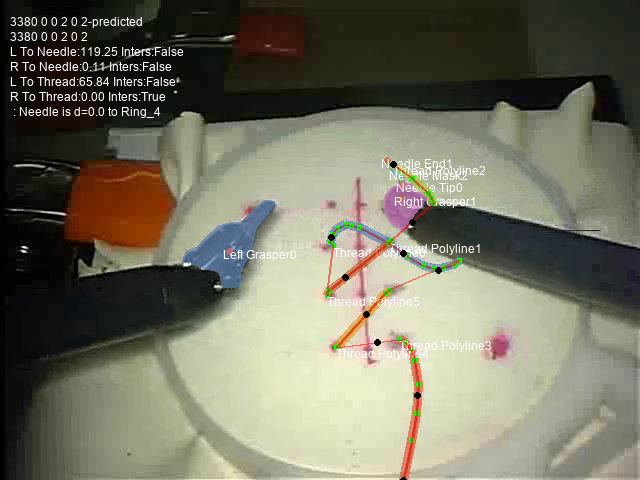 3380 0 0 2 0 2-predicted
3380 0 0 2 0 2
L To Needle:119.25 Inters:False
R To Needle:0.11 Inters:False
L To Thread:65.84 Inters:False
R To Thread:0.00 Inters:True
: Needle is d=0.0 to Ring_4
Needle End1
Thread Polyline2
Needle Mask2
Needle Tip0
Right Grasper1
Thread Polyline1
Left Grasper0
Thread Polyline5
Thread Polyline3
Thread Polyline4